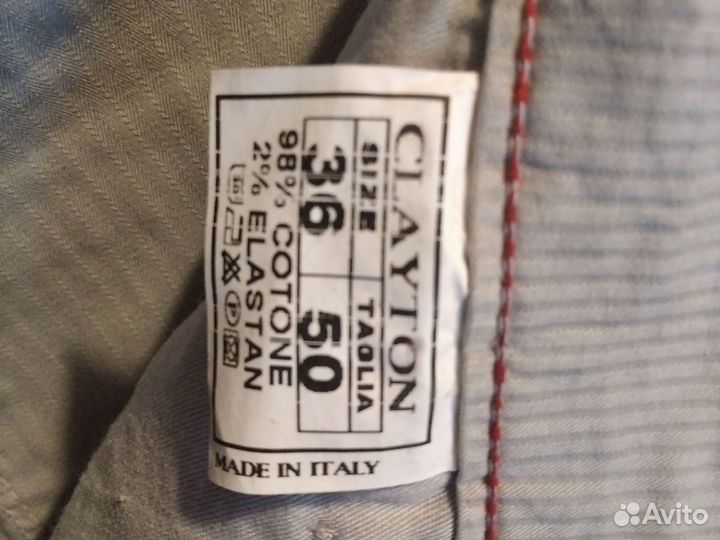 CLAYTON
SIZE TAGLIA
36 50
98% COTONE
2% ELASTAN
MADE IN ITALY
Avito